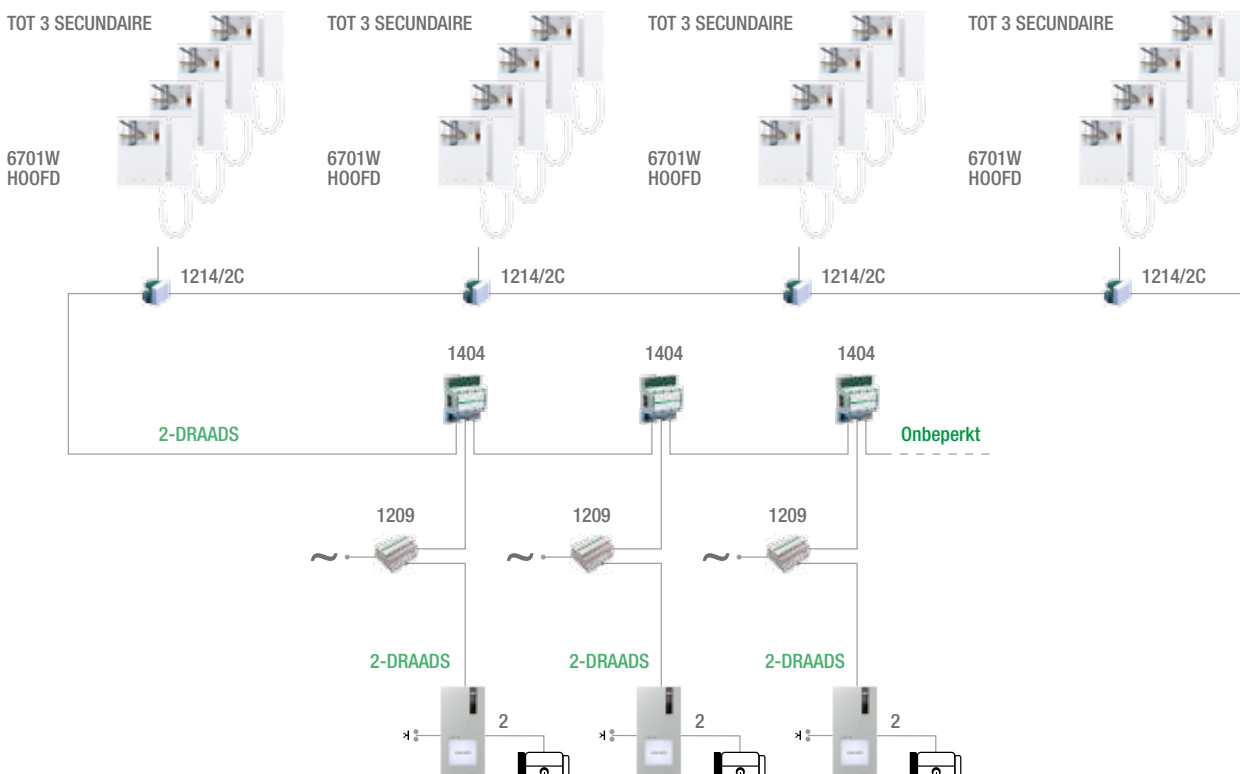 TOT 3 SECUNDAIRE TOT 3 SECUNDAIRE TOT 3 SECUNDAIRE TOT 3 SECUNDAIRE
6701W 6701W 6701W 6701W
HOOFD HOOFD HOOFD HOOFD
1214/2C 1214/2C 1214/2C 1214/2C
1404 1404 1404
2-DRAADS Onbeperkt
1209 1209 1209
~ ~ ~
2-DRAADS 2-DRAADS 2-DRAADS
2 2 2